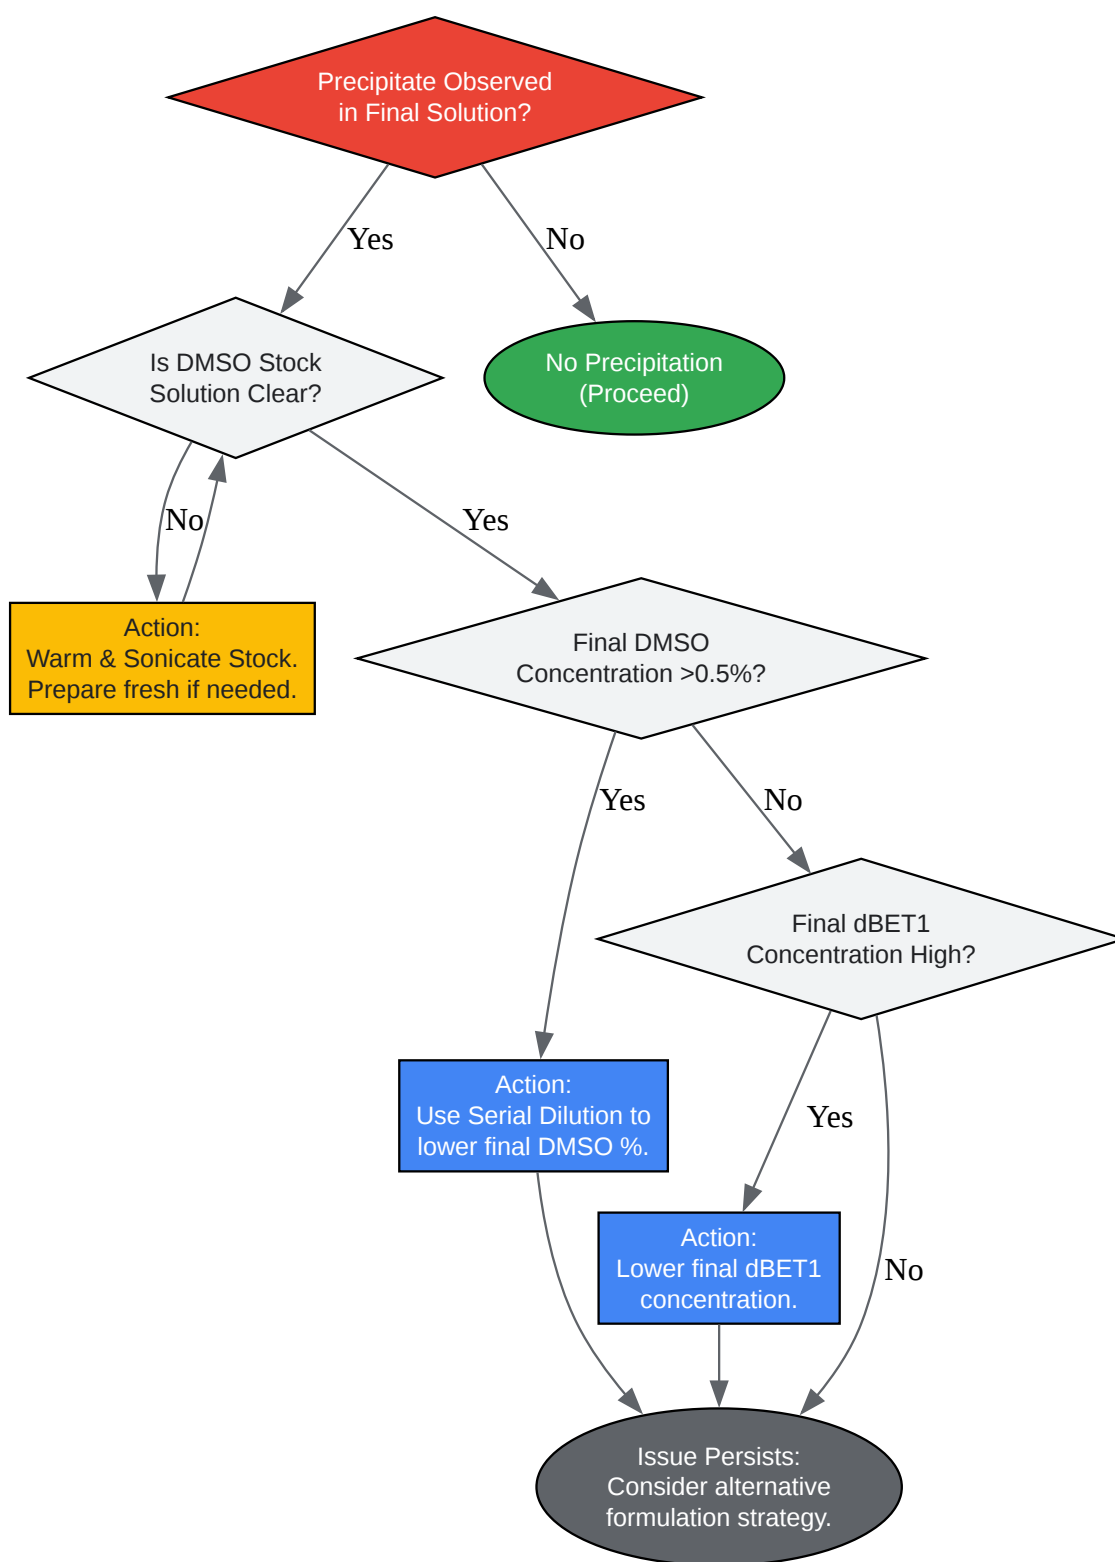 Precipitate Observed
in Final Solution?
Yes
No
Is DMSO Stock
Solution Clear?
No Precipitation
(Proceed)
No
Yes
Action:
Warm & Sonicate Stock.
Prepare fresh if needed.
Final DMSO
Concentration >0.5%?
Yes
No
Final dBET1
Concentration High?
Action:
Use Serial Dilution to
lower final DMSO %.
Yes
Action:
Lower final dBET1
concentration.
No
Issue Persists:
Consider alternative
formulation strategy.